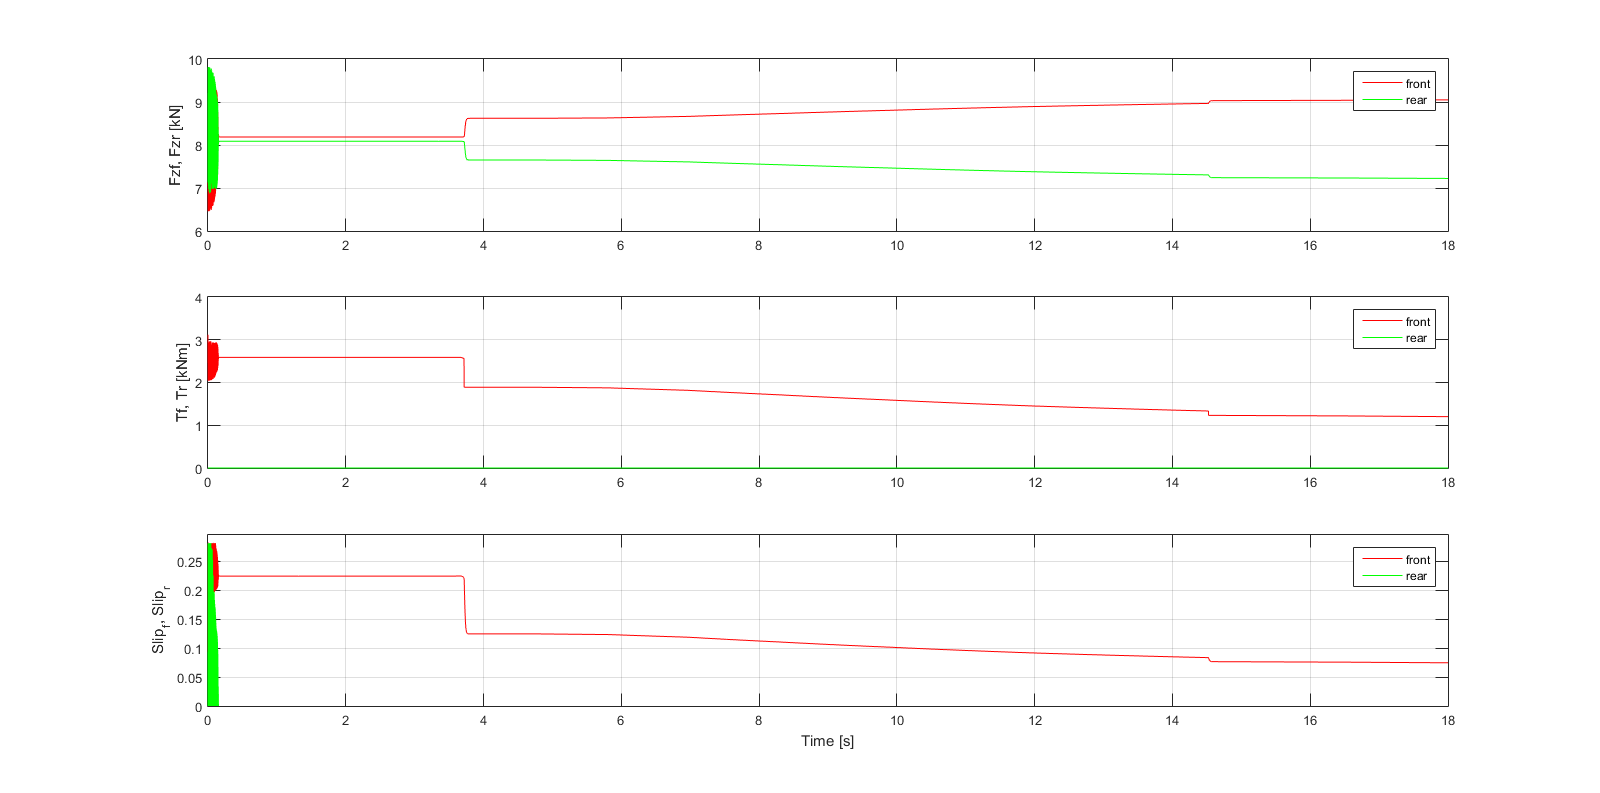 Fzf, Fzr [kN]
10
9
8
7
6
0 2 4 6 8 10 12 14 16 18
front
rear
Tf, Tr [kNm]
4
3
2
1
0
0 2 4 6 8 10 12 14 16 18
front
rear
Slip_f, Slip_r
0.25
0.2
0.15
0.1
0.05
0
0 2 4 6 8 10 12 14 16 18
front
rear
Time [s]